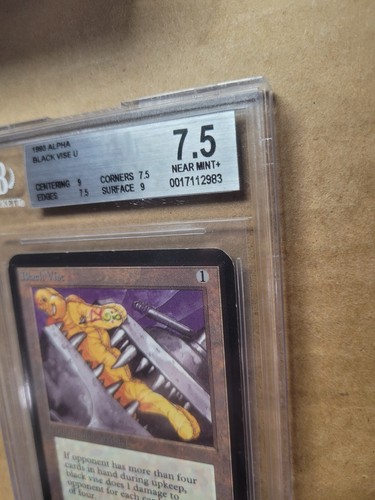 1993 ALPHA
BLACK VISE U
7.5
NEAR MINT+
CENTERING 9 CORNERS 7.5
EDGES 7.5 SURFACE 9
0017112983
Black Vise 1
If opponent has more than four
cards in hand during upkeep,
black vise does 1 damage to
opponent for each
of four.